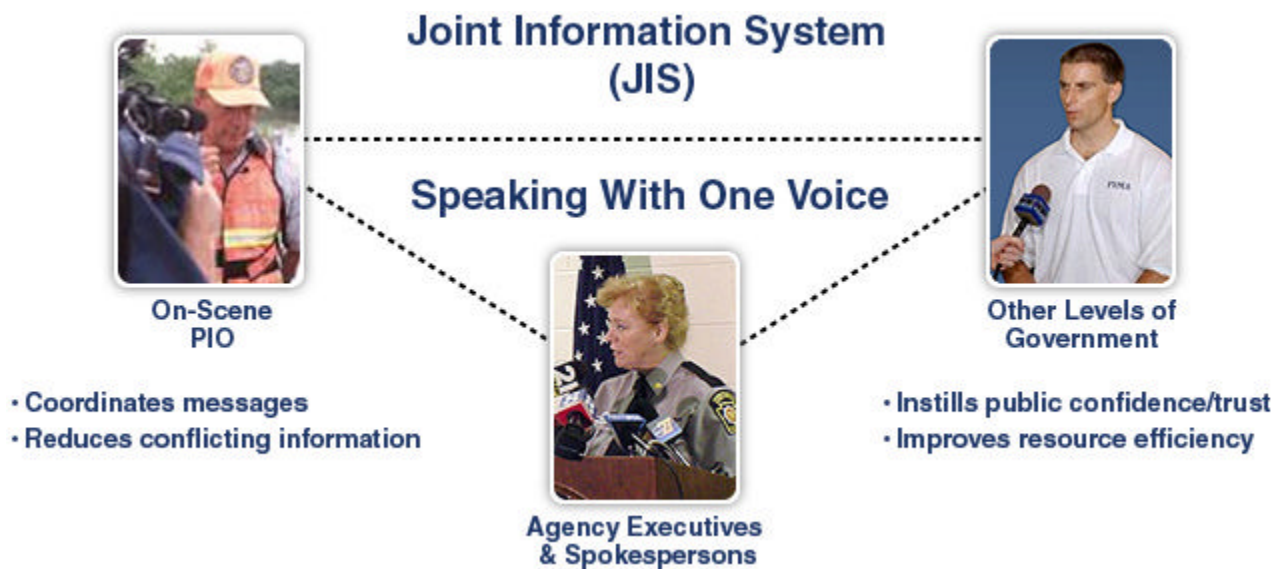 Joint Information System
(JIS)
Speaking With One Voice
On-Scene
PIO
Other Levels of
Government
• Coordinates messages
• Reduces conflicting information
• Instills public confidence/trust
• Improves resource efficiency
Agency Executives
& Spokespersons